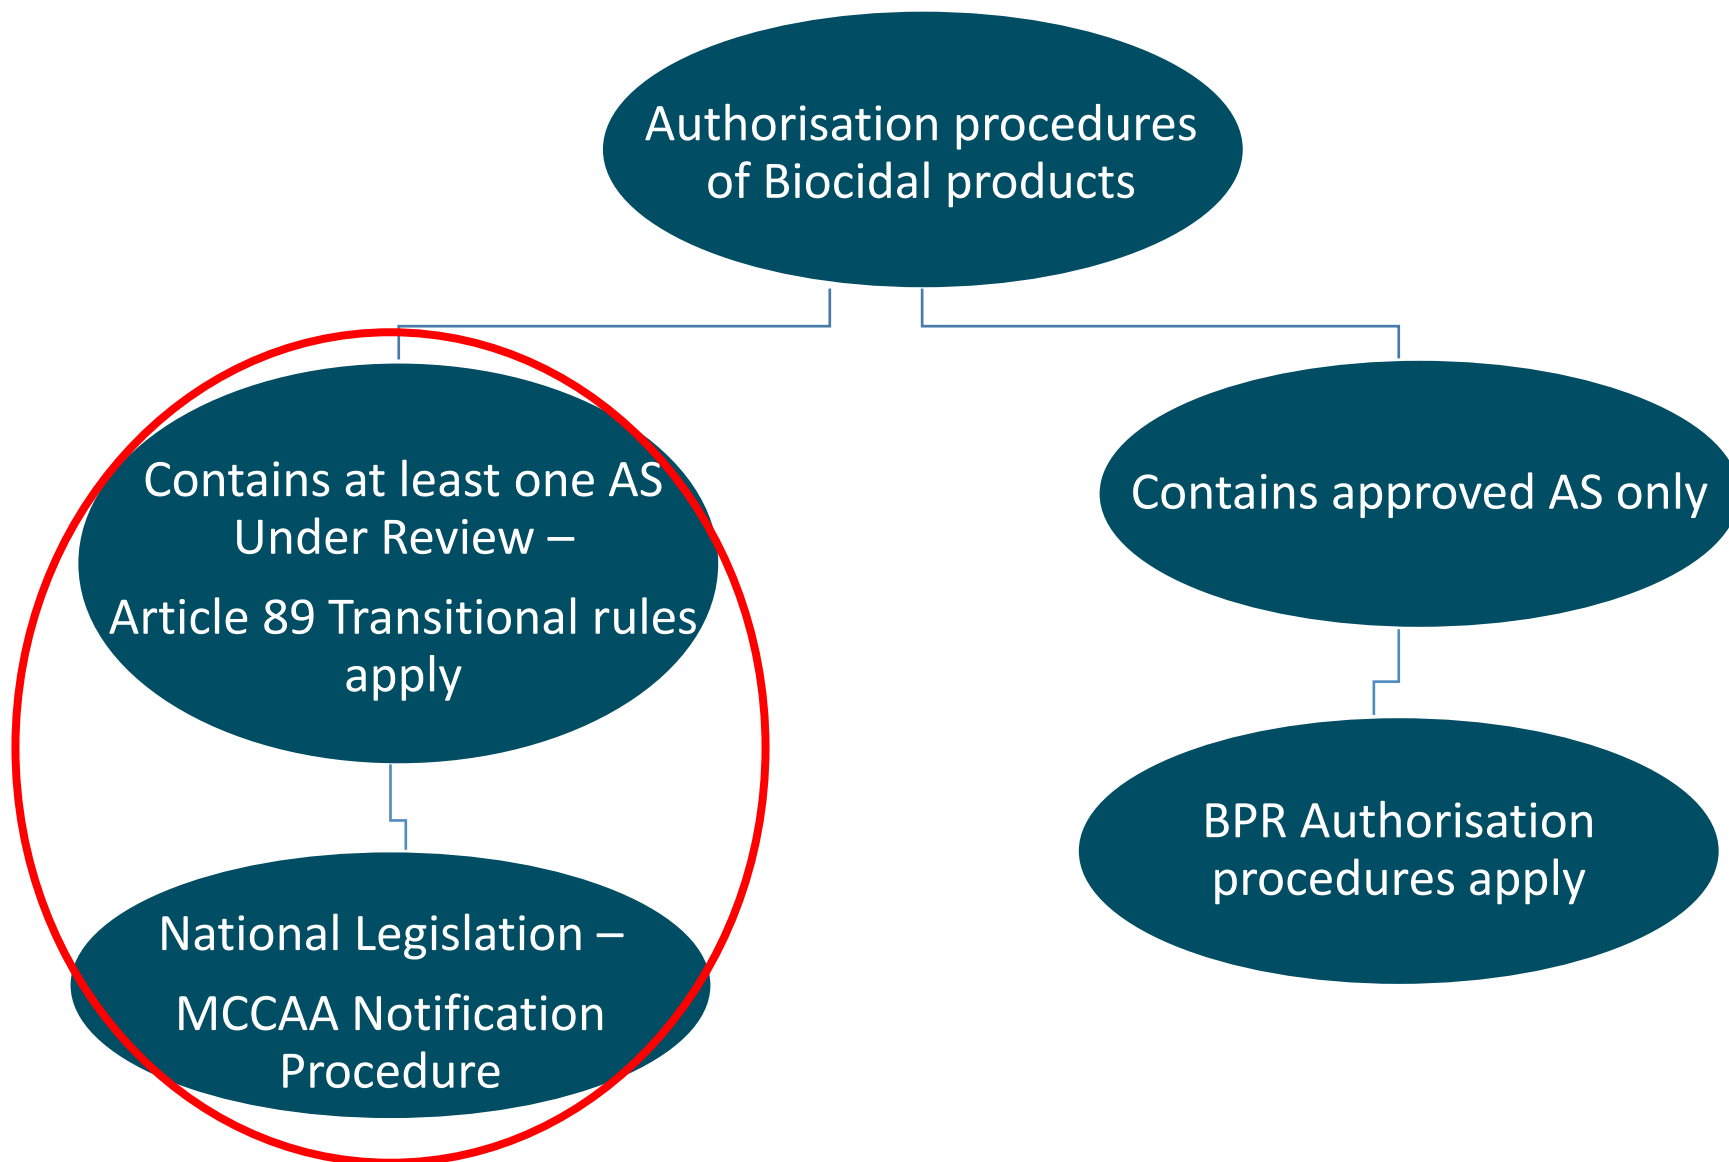 Authorisation procedures
of Biocidal products
Contains at least one AS
Under Review –
Article 89 Transitional rules
apply
National Legislation –
MCCAA Notification
Procedure
Contains approved AS only
BPR Authorisation
procedures apply